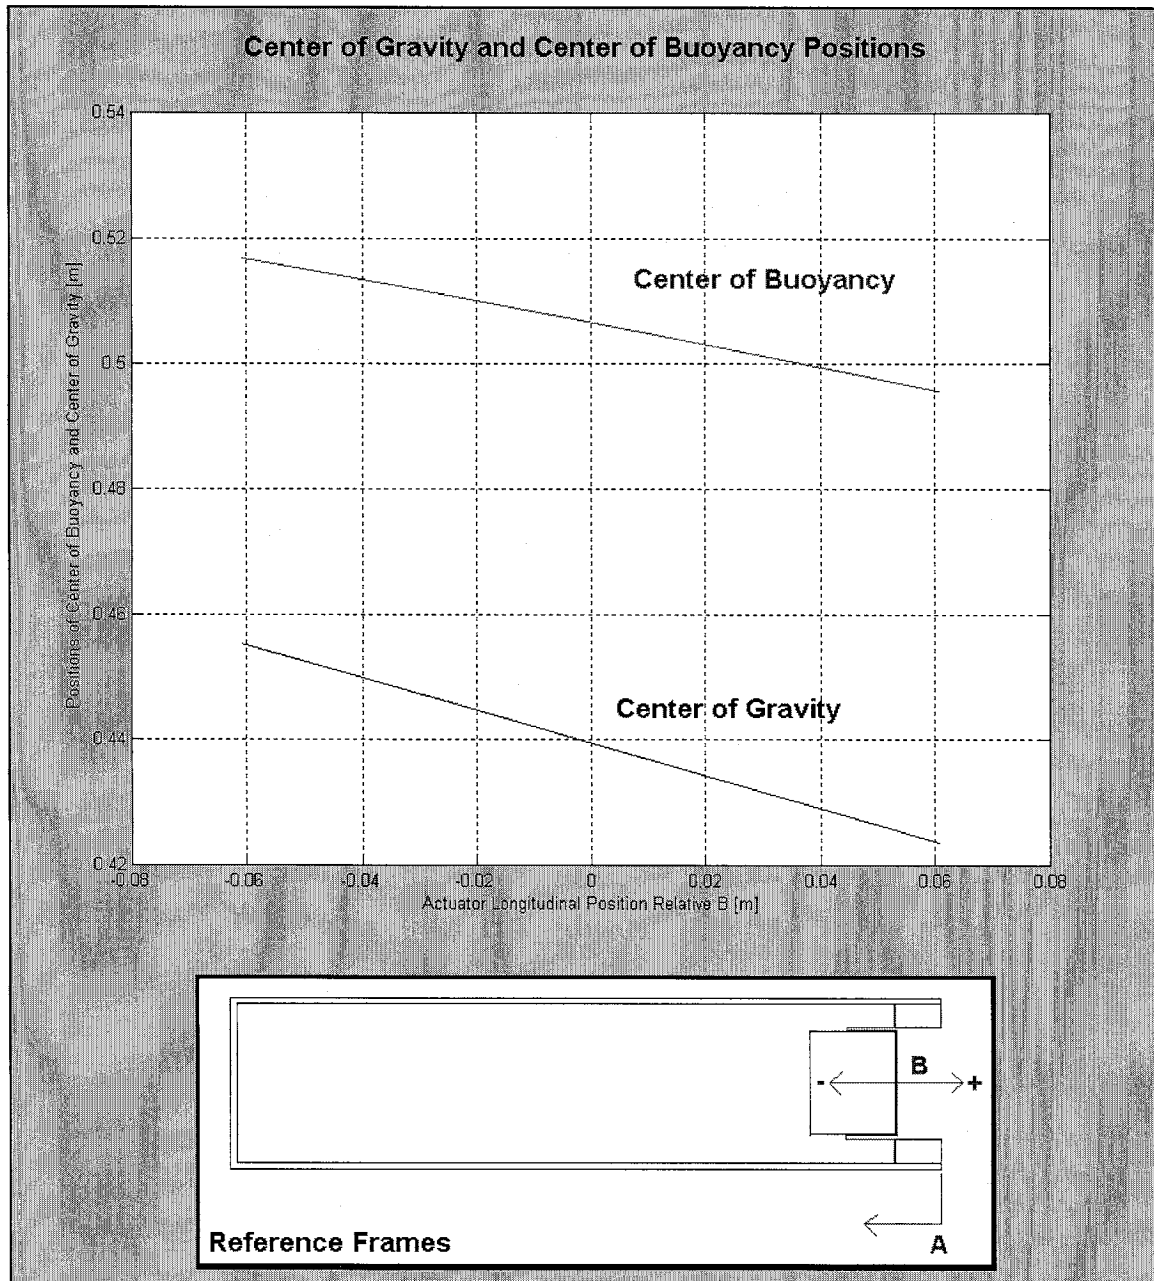 Center of Gravity and Center of Buoyancy Positions
0.54
0.52
0.5
0.48
0.46
0.44
0.42
Positions of Center of Buoyancy and Center of Gravity [m]
Center of Buoyancy
Center of Gravity
-0.08 -0.06 -0.04 -0.02 0 0.02 0.04 0.06 0.08
Actuator Longitudinal Position Relative B [m]
B
- +
A
Reference Frames